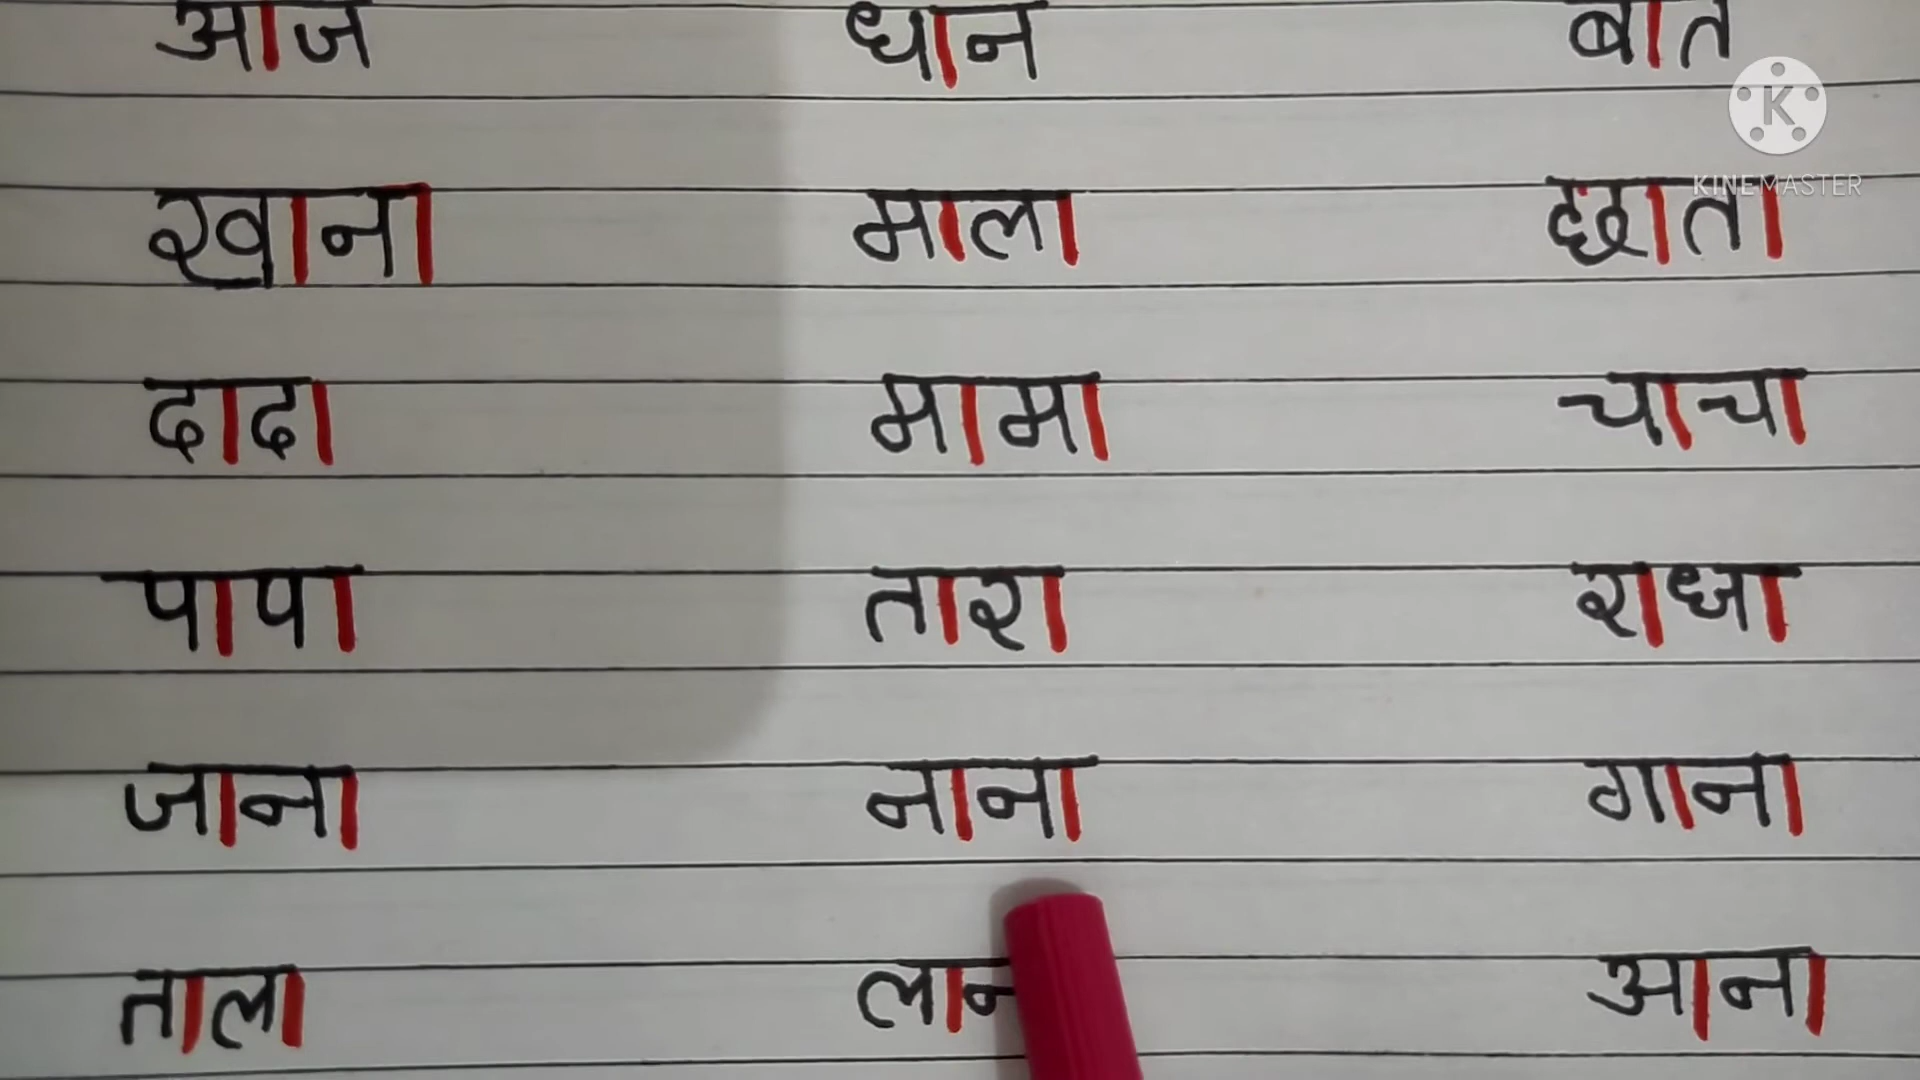 आज धान बात
K
KINEMASTER
खाना माला छाता
दादा मामा चाचा
पापा तारा राधा
जाना नाना गाना
ताला आना